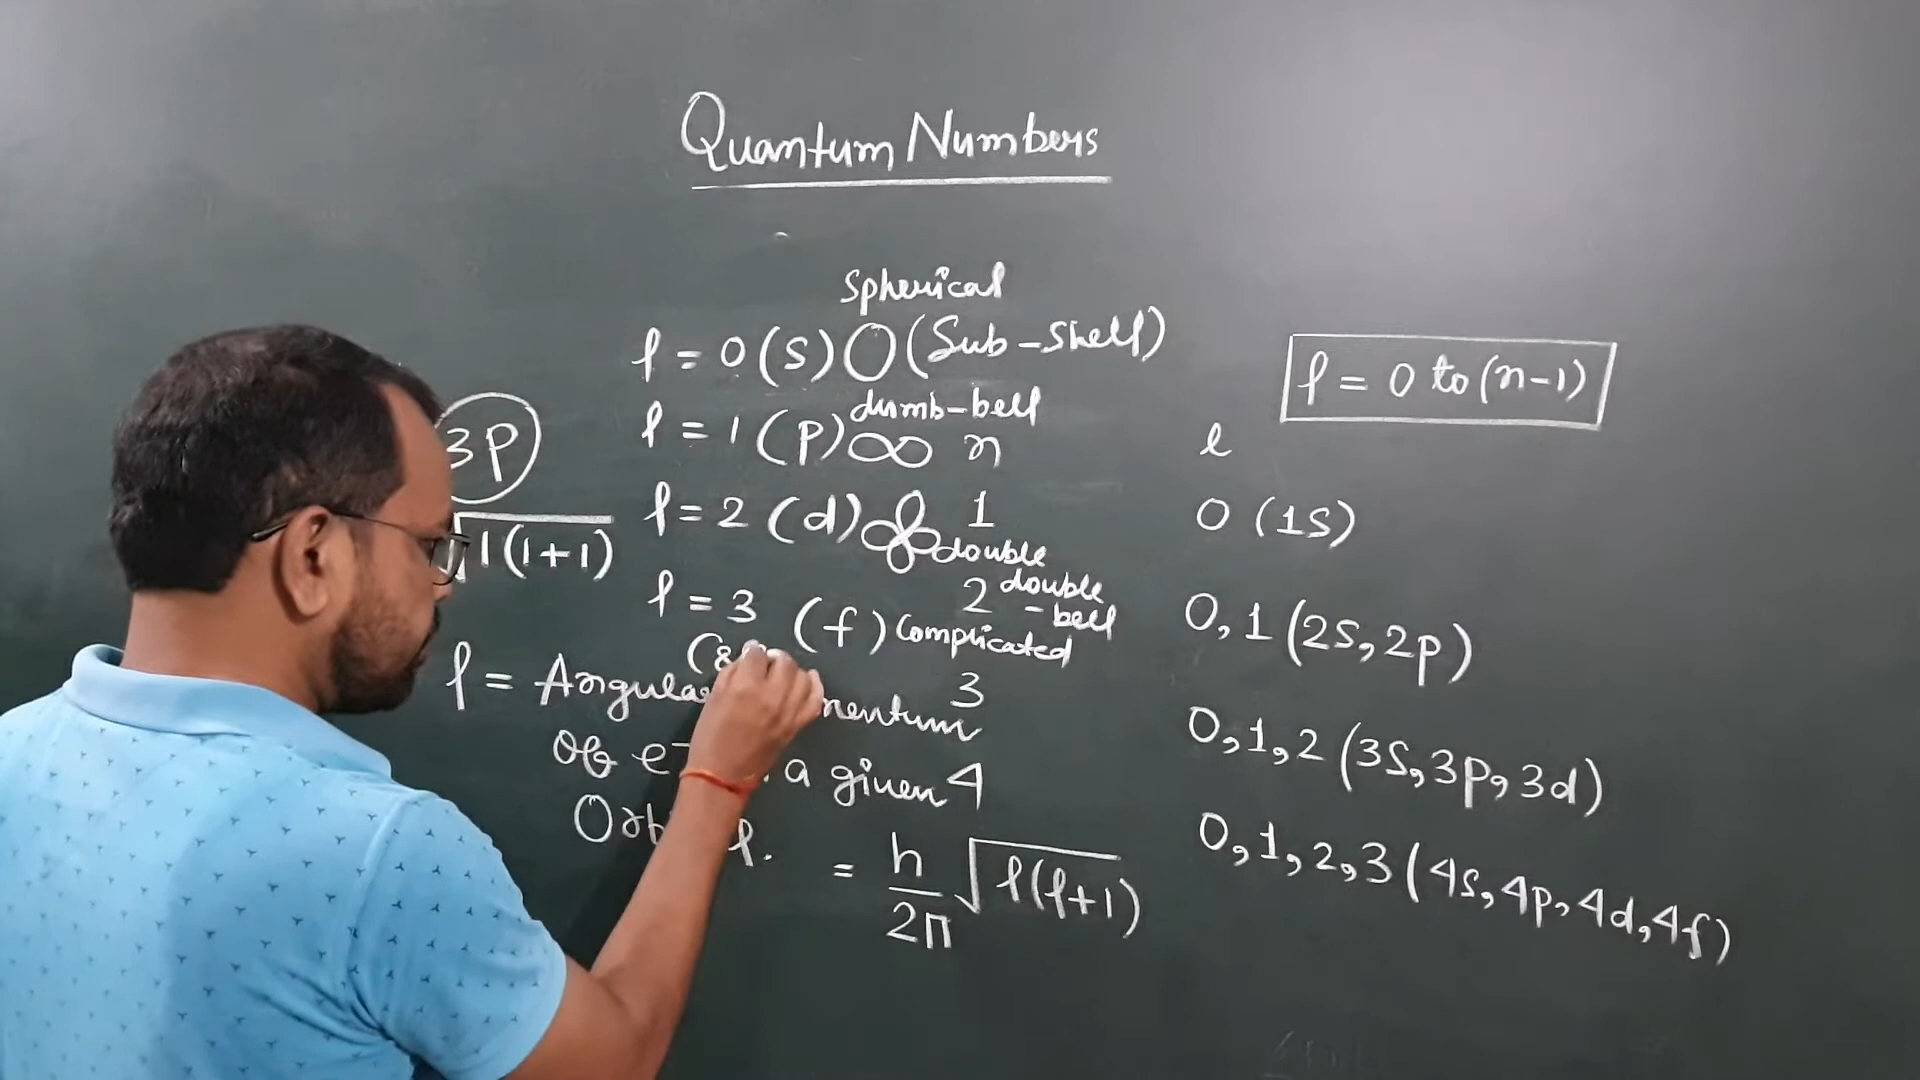 Quantum Numbers
Spherical
l = 0 (s) (Sub-Shell)
dumb-bell
l = 1 (p) n
l = 2 (d) 1
double
l = 3 (f) Complicated
2 double
-bell
3
4
l = 0 to (n-1)
l
0 (1s)
0, 1 (2s, 2p)
0, 1, 2 (3s, 3p, 3d)
0, 1, 2, 3 (4s, 4p, 4d, 4f)
3p
√1(1+1)
l = Angular
of e⁻ a given
= h/2π √l(l+1)